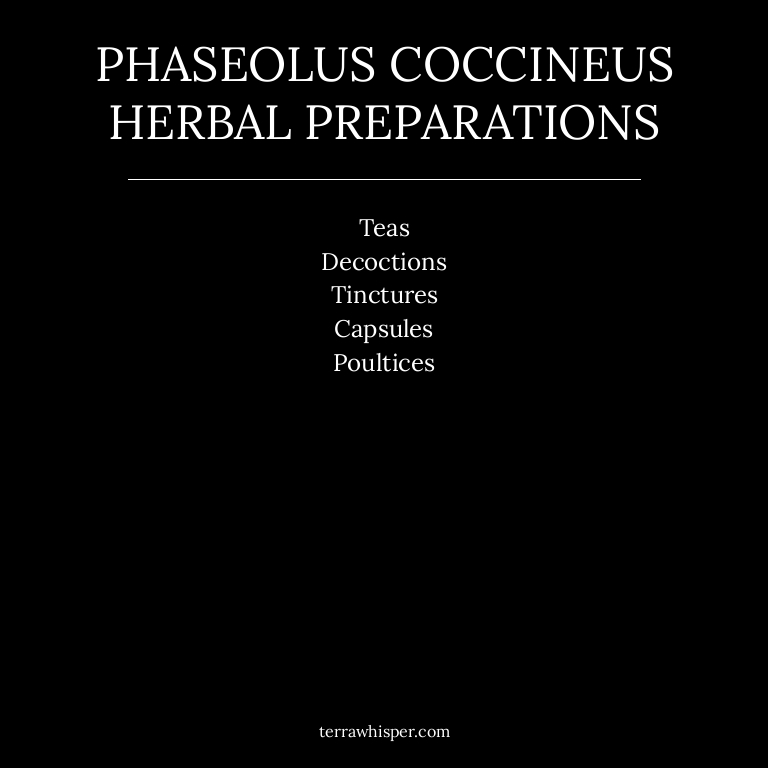 PHASEOLUS COCCINEUS
HERBAL PREPARATIONS
Teas
Decoctions
Tinctures
Capsules
Poultices
terrawhisper.com